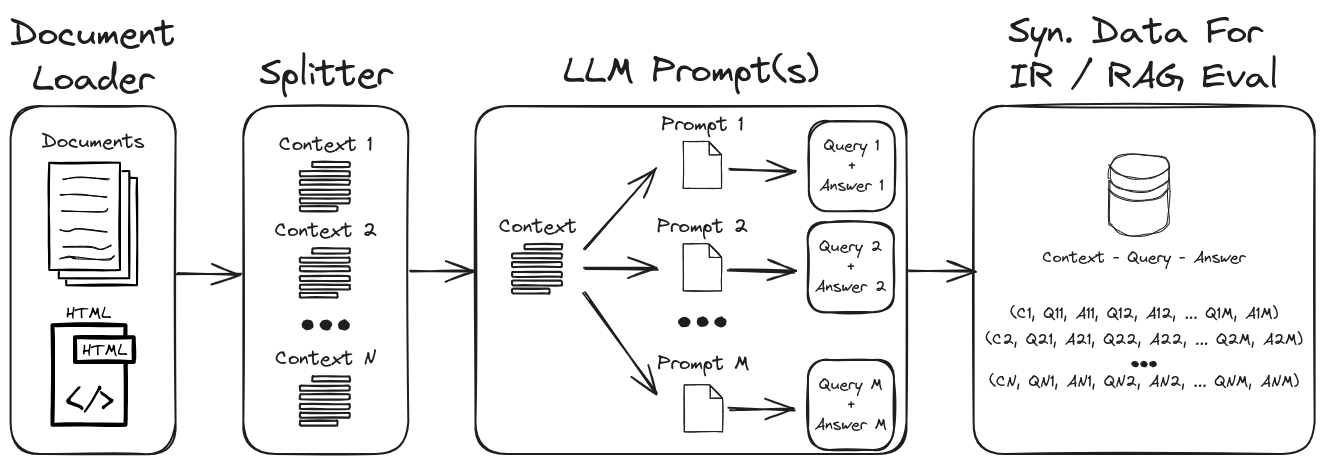 Document
Loader
Splitter
LLM Prompt(s)
Syn. Data For
IR / RAG Eval
Documents
HTML
HTML
</>
Context 1
Context 2
Context N
Context
Prompt 1
Prompt 2
Prompt M
Query 1
+
Answer 1
Query 2
+
Answer 2
Query M
+
Answer M
Context - Query - Answer
(C1, Q11, A11, Q12, A12, ... Q1M, A1M)
(C2, Q21, A21, Q22, A22, ... Q2M, A2M)
(CN, QN1, AN1, QN2, AN2, ... QNM, ANM)